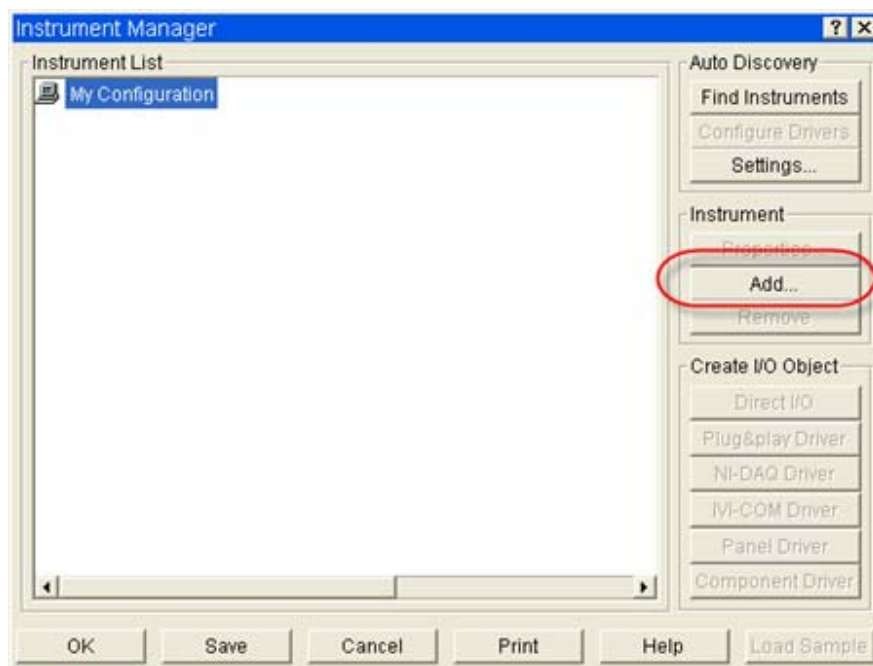 Instrument Manager
Instrument List
My Configuration
Auto Discovery
Find Instruments
Configure Drivers
Settings...
Instrument
Properties...
Add...
Remove
Create I/O Object
Direct I/O
Plug&play Driver
NI-DAQ Driver
IVI-COM Driver
Panel Driver
Component Driver
OK
Save
Cancel
Print
Help
Load Sample